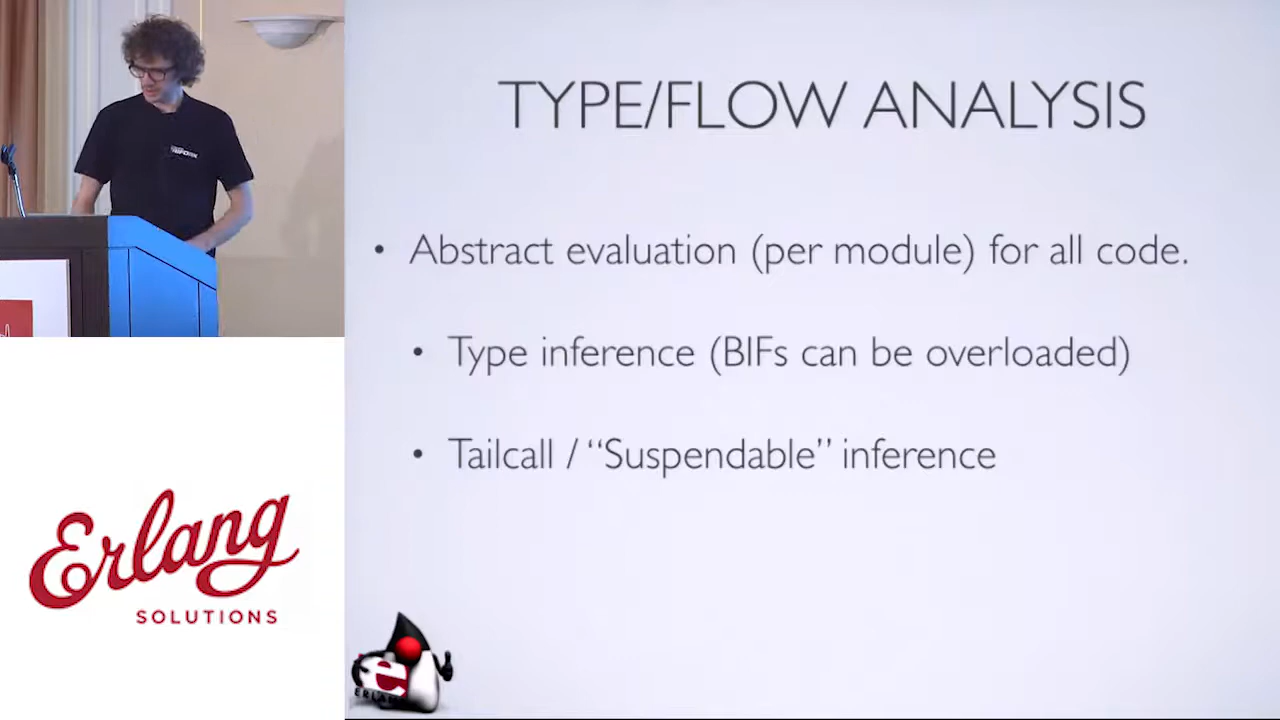 TYPE/FLOW ANALYSIS
• Abstract evaluation (per module) for all code.
• Type inference (BIFs can be overloaded)
• Tailcall / “Suspendable” inference
Erlang
SOLUTIONS
e